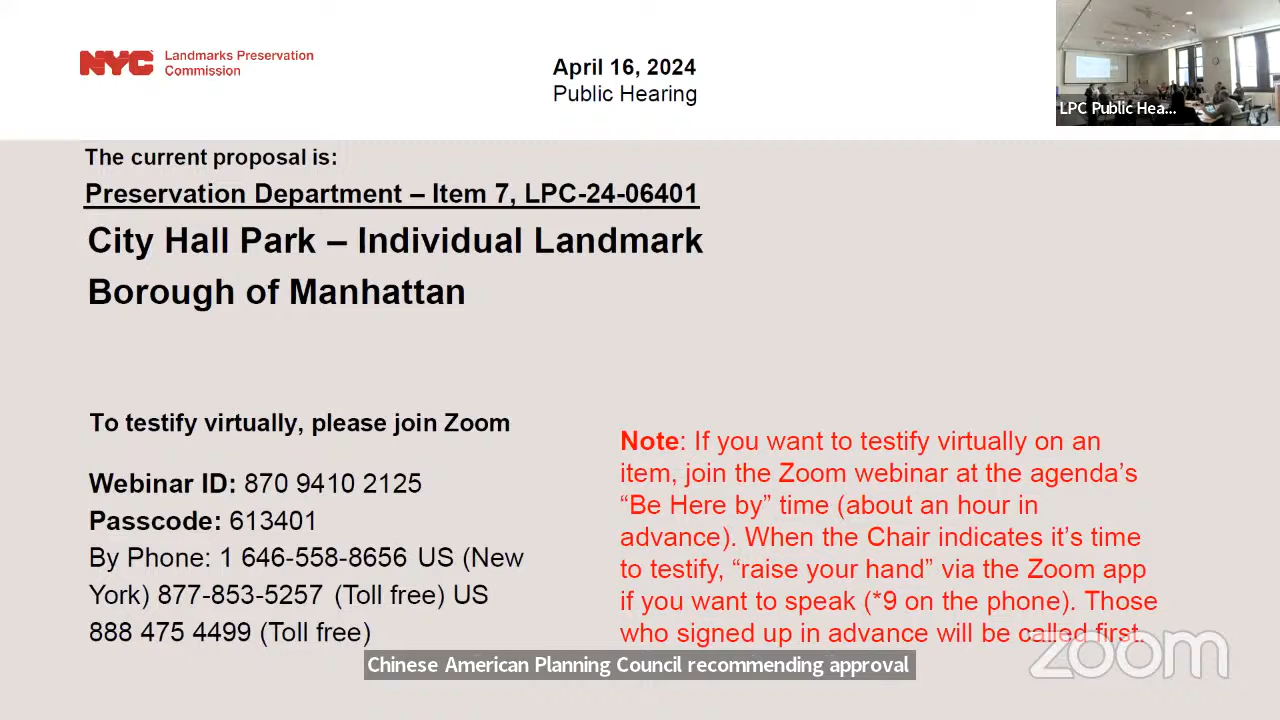 NYC Landmarks Preservation
Commission
April 16, 2024
Public Hearing
LPC Public Hea...
The current proposal is:
Preservation Department – Item 7, LPC-24-06401
City Hall Park – Individual Landmark
Borough of Manhattan
To testify virtually, please join Zoom
Webinar ID: 870 9410 2125
Passcode: 613401
By Phone: 1 646-558-8656 US (New
York) 877-853-5257 (Toll free) US
888 475 4499 (Toll free)
Note: If you want to testify virtually on an
item, join the Zoom webinar at the agenda’s
“Be Here by” time (about an hour in
advance). When the Chair indicates it’s time
to testify, “raise your hand” via the Zoom app
if you want to speak (*9 on the phone). Those
who signed up in advance will be called first.
zoom
Chinese American Planning Council recommending approval